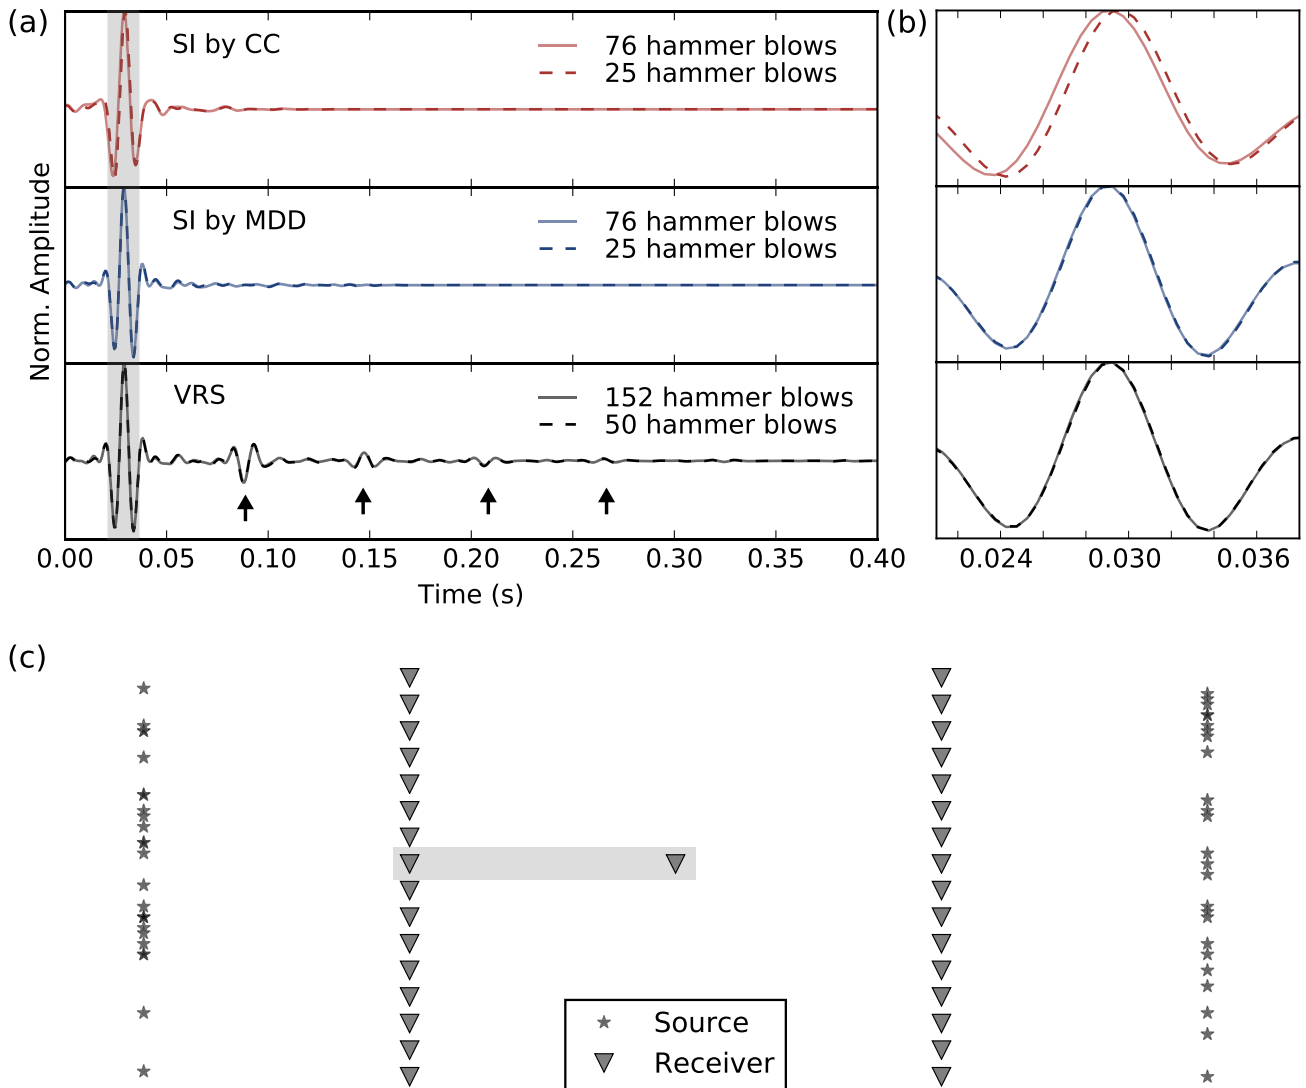 (a)
SI by CC
76 hammer blows
25 hammer blows
(b)
SI by MDD
76 hammer blows
25 hammer blows
Norm. Amplitude
VRS
152 hammer blows
50 hammer blows
0.00 0.05 0.10 0.15 0.20 0.25 0.30 0.35 0.40
0.024 0.030 0.036
Time (s)
(c)
Source
Receiver